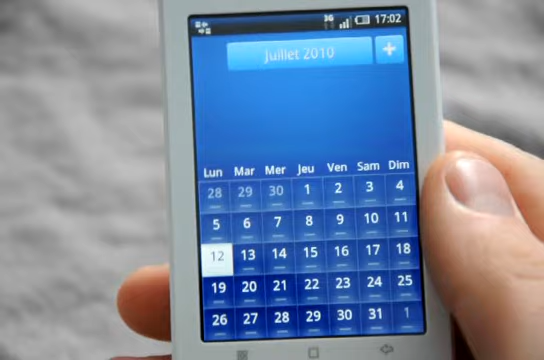 3G 17:02
Juillet 2010 +
Lun Mar Mer Jeu Ven Sam Dim
28 29 30 1 2 3 4
5 6 7 8 9 10 11
12 13 14 15 16 17 18
19 20 21 22 23 24 25
26 27 28 29 30 31 1